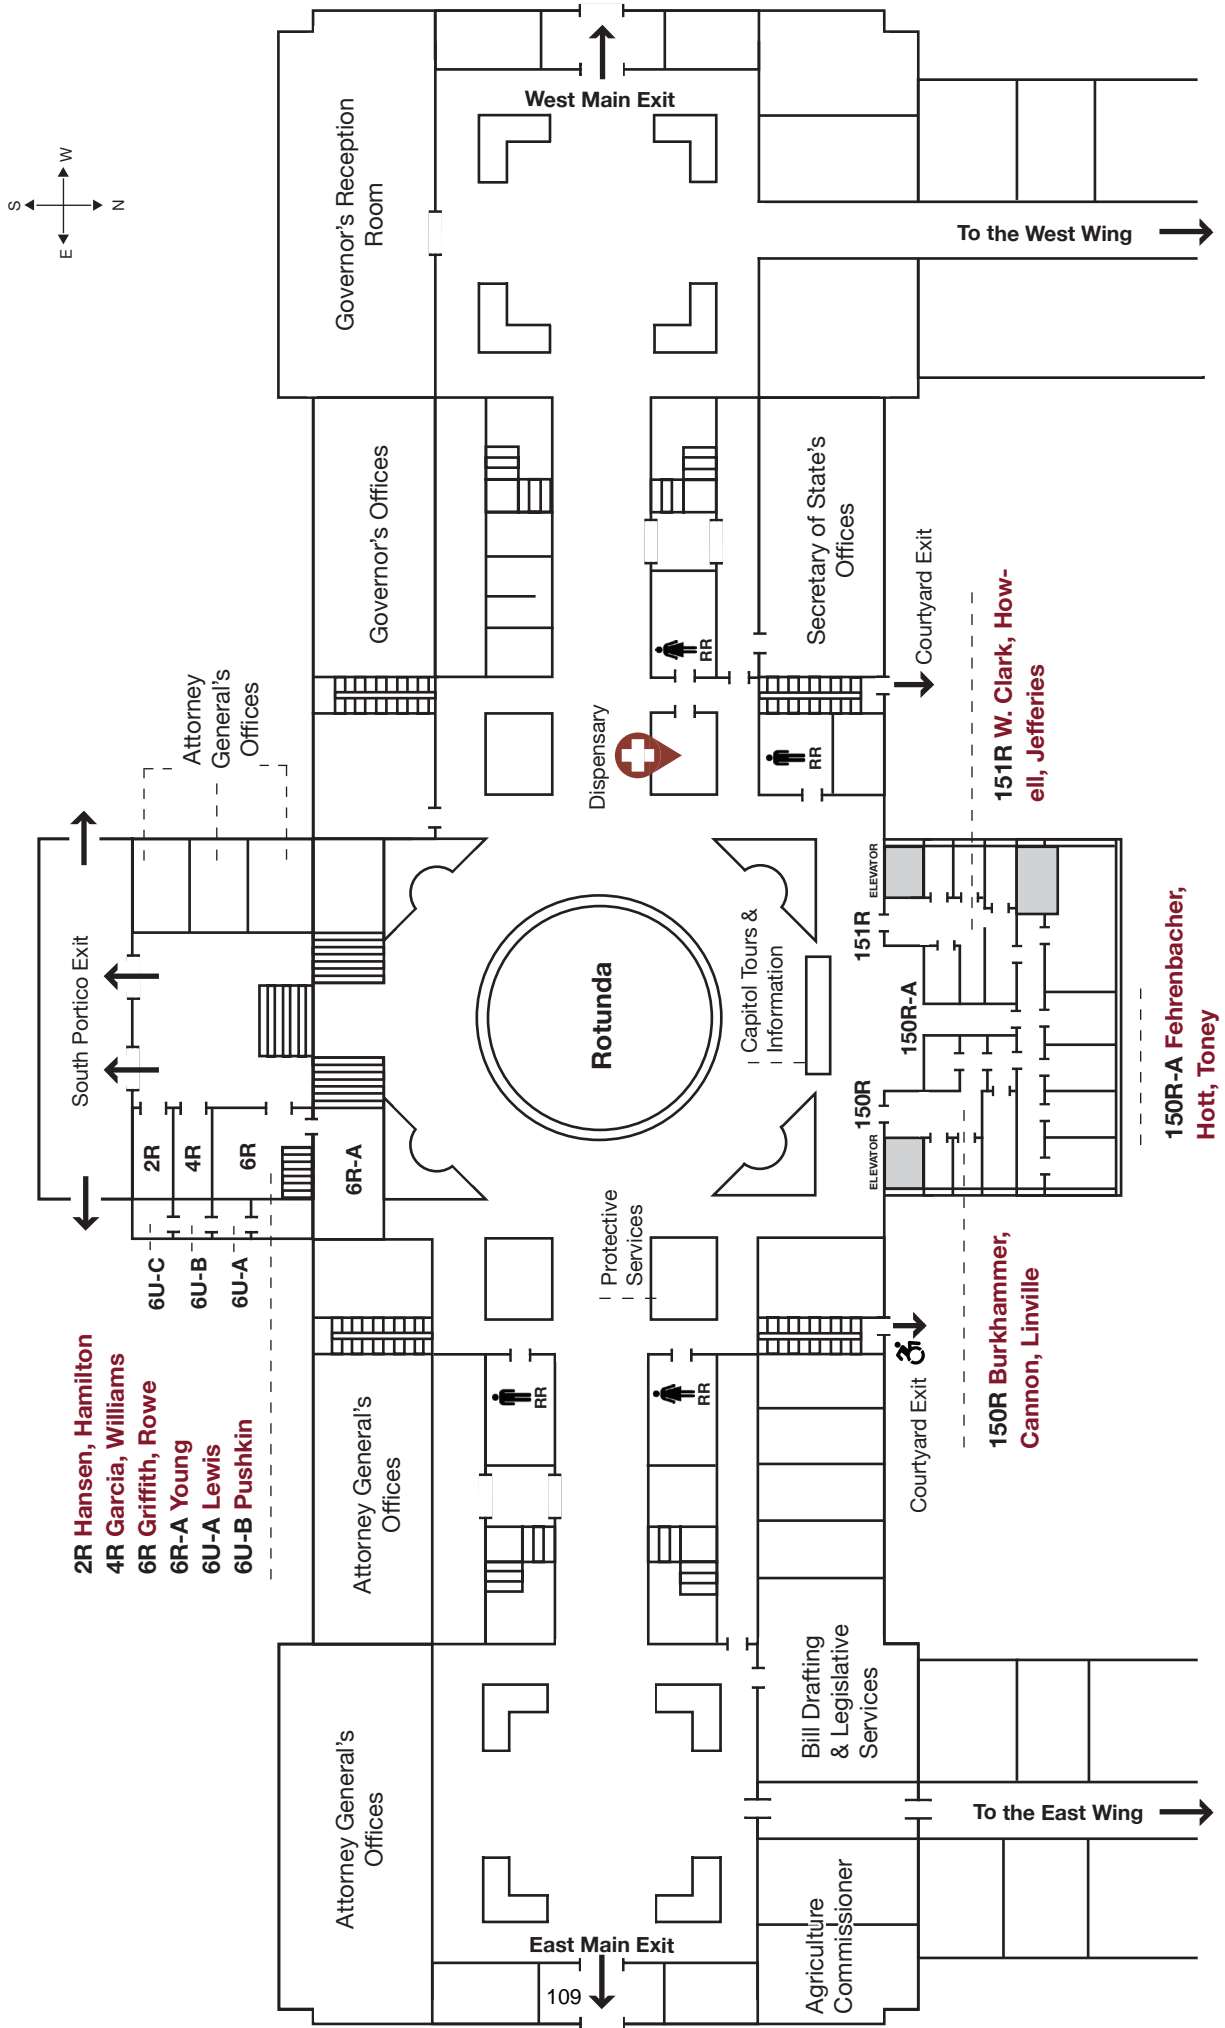 West Main Exit
S
W
N
E
Governor's Reception
Room
To the West Wing
Governor's Offices
Secretary of State's
Offices
RR
Courtyard Exit
Attorney
General's
Offices
Dispensary
RR
151R W. Clark, How-
ell, Jefferies
South Portico Exit
Rotunda
Capitol Tours &
Information
ELEVATOR
151R
150R-A
150R
ELEVATOR
150R-A Fehrenbacher,
Hott, Toney
2R
4R
6R
6R-A
6U-C
6U-B
6U-A
Protective
Services
2R Hansen, Hamilton
4R Garcia, Williams
6R Griffith, Rowe
6R-A Young
6U-A Lewis
6U-B Pushkin
RR
RR
Courtyard Exit
150R Burkhammer,
Cannon, Linville
Attorney General's
Offices
Attorney General's
Offices
Bill Drafting
& Legislative
Services
To the East Wing
Agriculture
Commissioner
East Main Exit
109